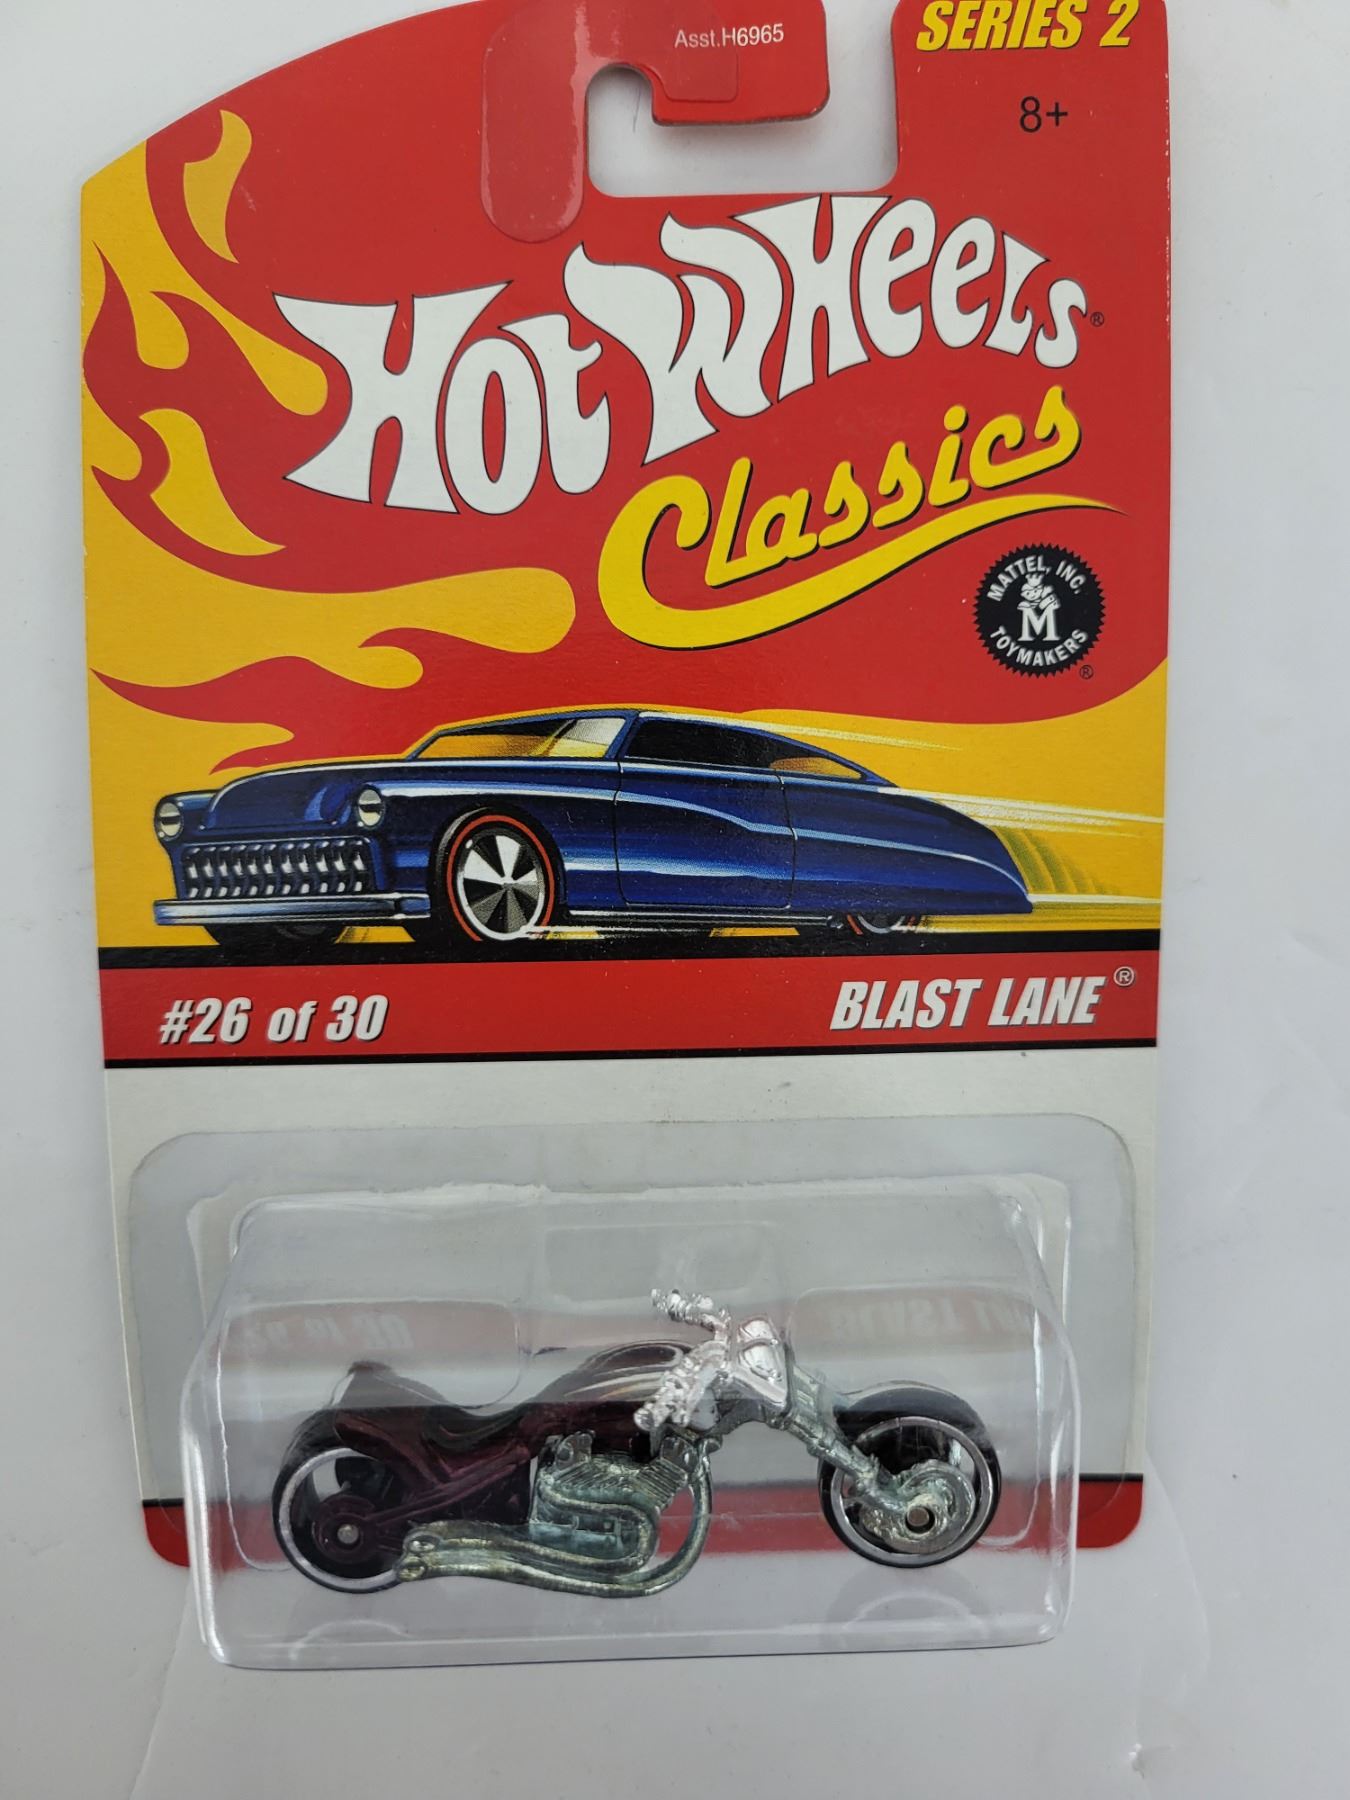 Asst.H6965
SERIES 2
8+
Hot Wheels®
Classics
MATTEL, INC.
M
TOYMAKERS
®
#26 of 30
BLAST LANE®